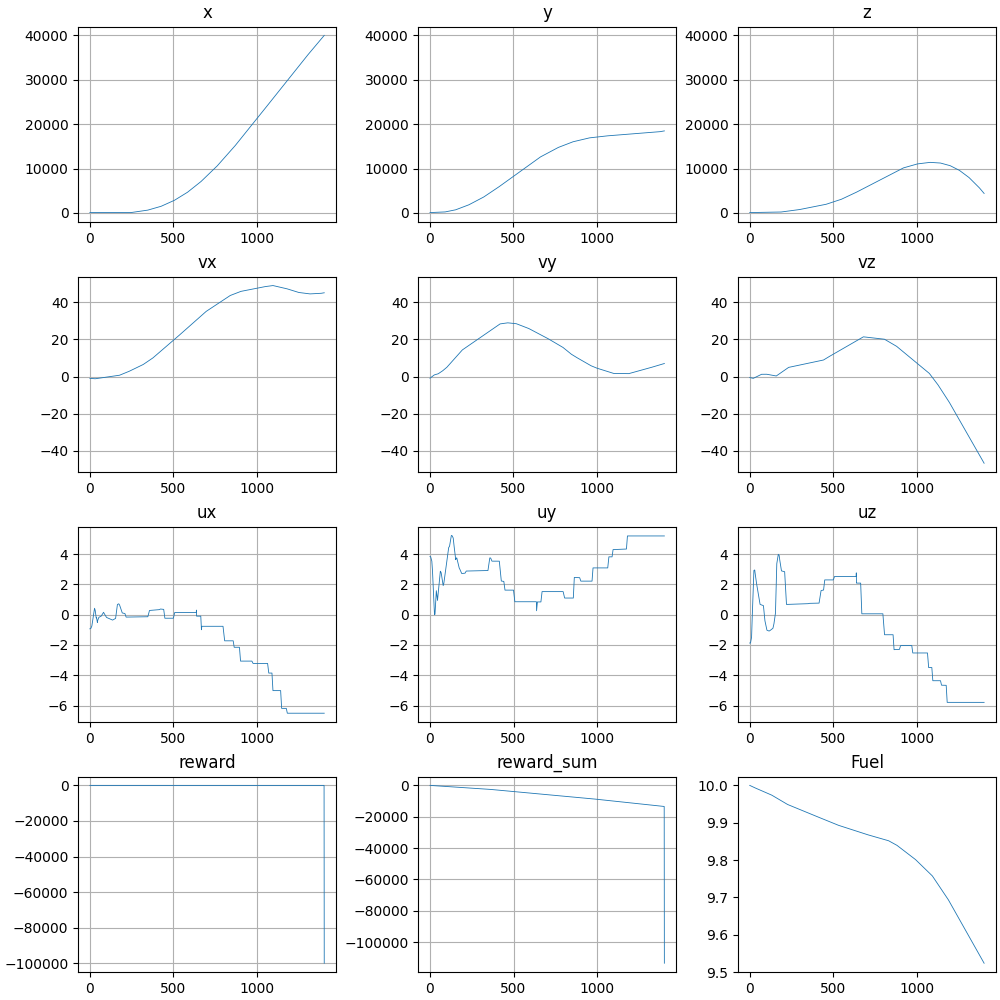 x y z
40000 40000 40000
30000 30000 30000
20000 20000 20000
10000 10000 10000
0 0 0
0 500 1000 0 500 1000 0 500 1000
vx vy vz
40 40 40
20 20 20
0 0 0
−20 −20 −20
−40 −40 −40
0 500 1000 0 500 1000 0 500 1000
ux uy uz
4 4 4
2 2 2
0 0 0
−2 −2 −2
−4 −4 −4
−6 −6 −6
0 500 1000 0 500 1000 0 500 1000
reward reward_sum Fuel
0 0 10.0
−20000 −20000 9.9
−40000 −40000 9.8
−60000 −60000 9.7
−80000 −80000 9.6
−100000 −100000 9.5
0 500 1000 0 500 1000 0 500 1000